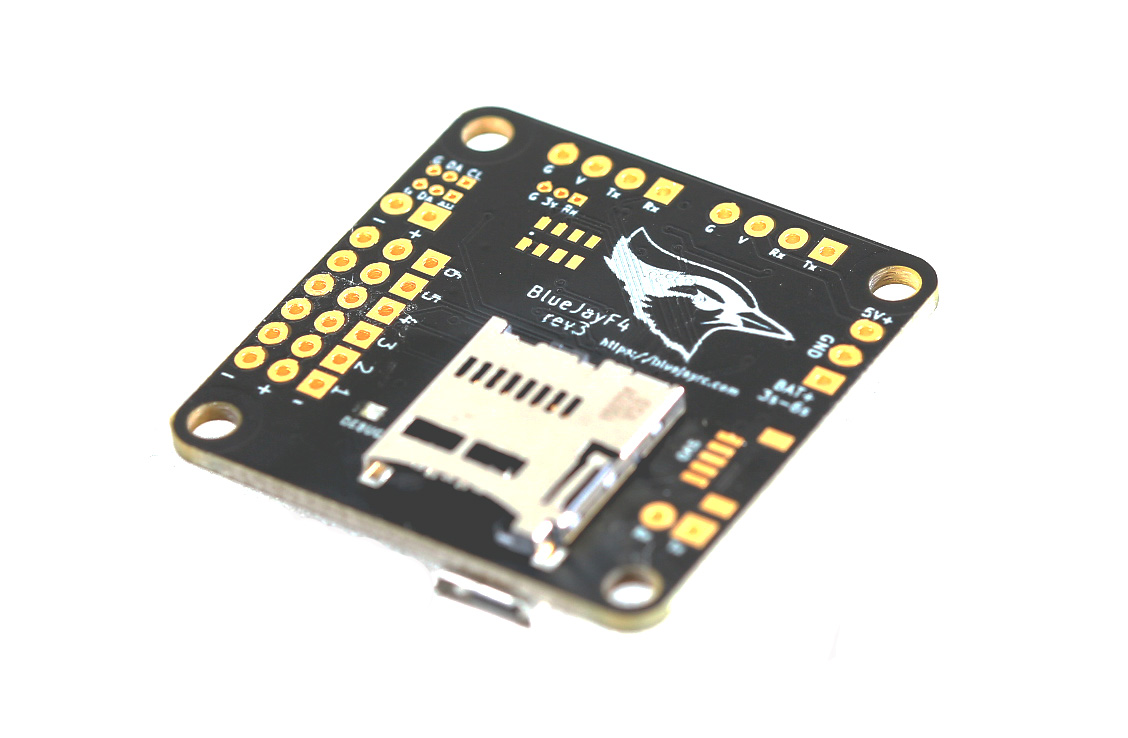 G DA CL
G V Tx Rx
G 3v Rx
G V Rx Tx
- +
6
5
4
3
2
1
- + -
BlueJayF4
rev3
https://bluejayrc.com
5V+
GND
BAT+
3s-6s
DEBUG